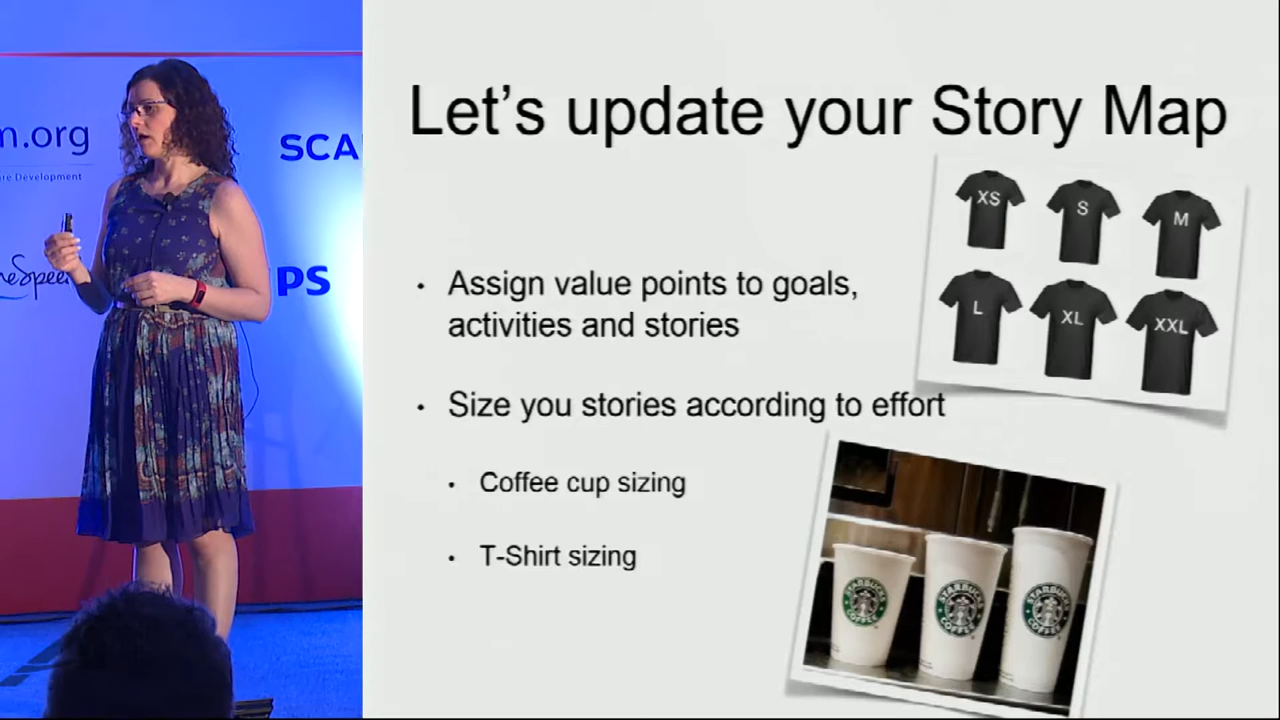 m.org
re Development
SCA
neSpee
PS
Let's update your Story Map
XS
S
M
L
XL
XXL
• Assign value points to goals,
activities and stories
• Size you stories according to effort
• Coffee cup sizing
• T-Shirt sizing
STARBUCKS
COFFEE
STARBUCKS
COFFEE
STARBUCKS
COFFEE